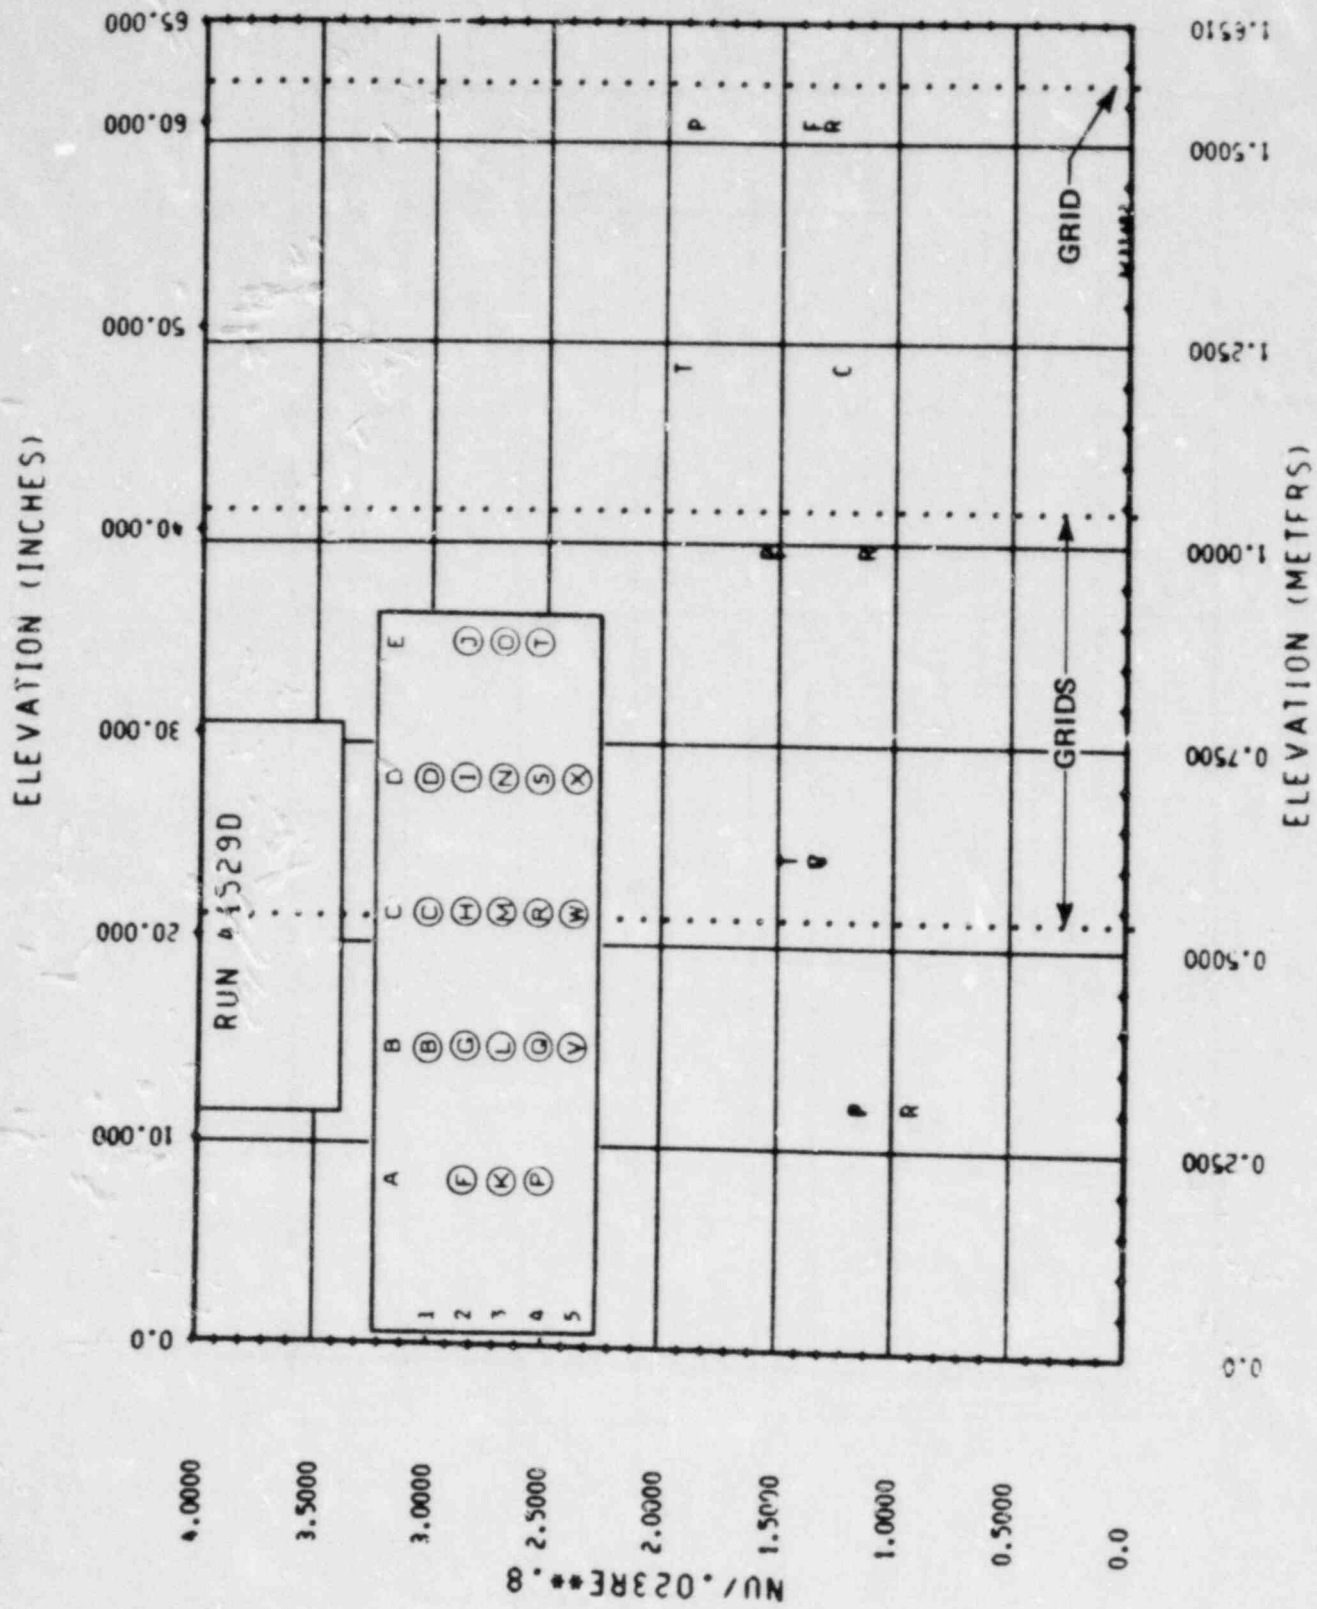 ELEVATION (INCHES)
0.0 10.000 20.000 30.000 40.000 50.000 60.000 65.000
NU/.023RE**.8
4.0000
3.5000
3.0000
2.5000
2.0000
1.5000
1.0000
0.5000
0.0
RUN 41529D
A B C D E
1 B C D
2 F G H I J
3 K L M N O
4 P Q R S T
5 V W X
P
T
P
F
R
T
C
R
P
R
GRIDS
GRID
0.0 0.2500 0.5000 0.7500 1.0000 1.2500 1.5000 1.6510
ELEVATION (METERS)